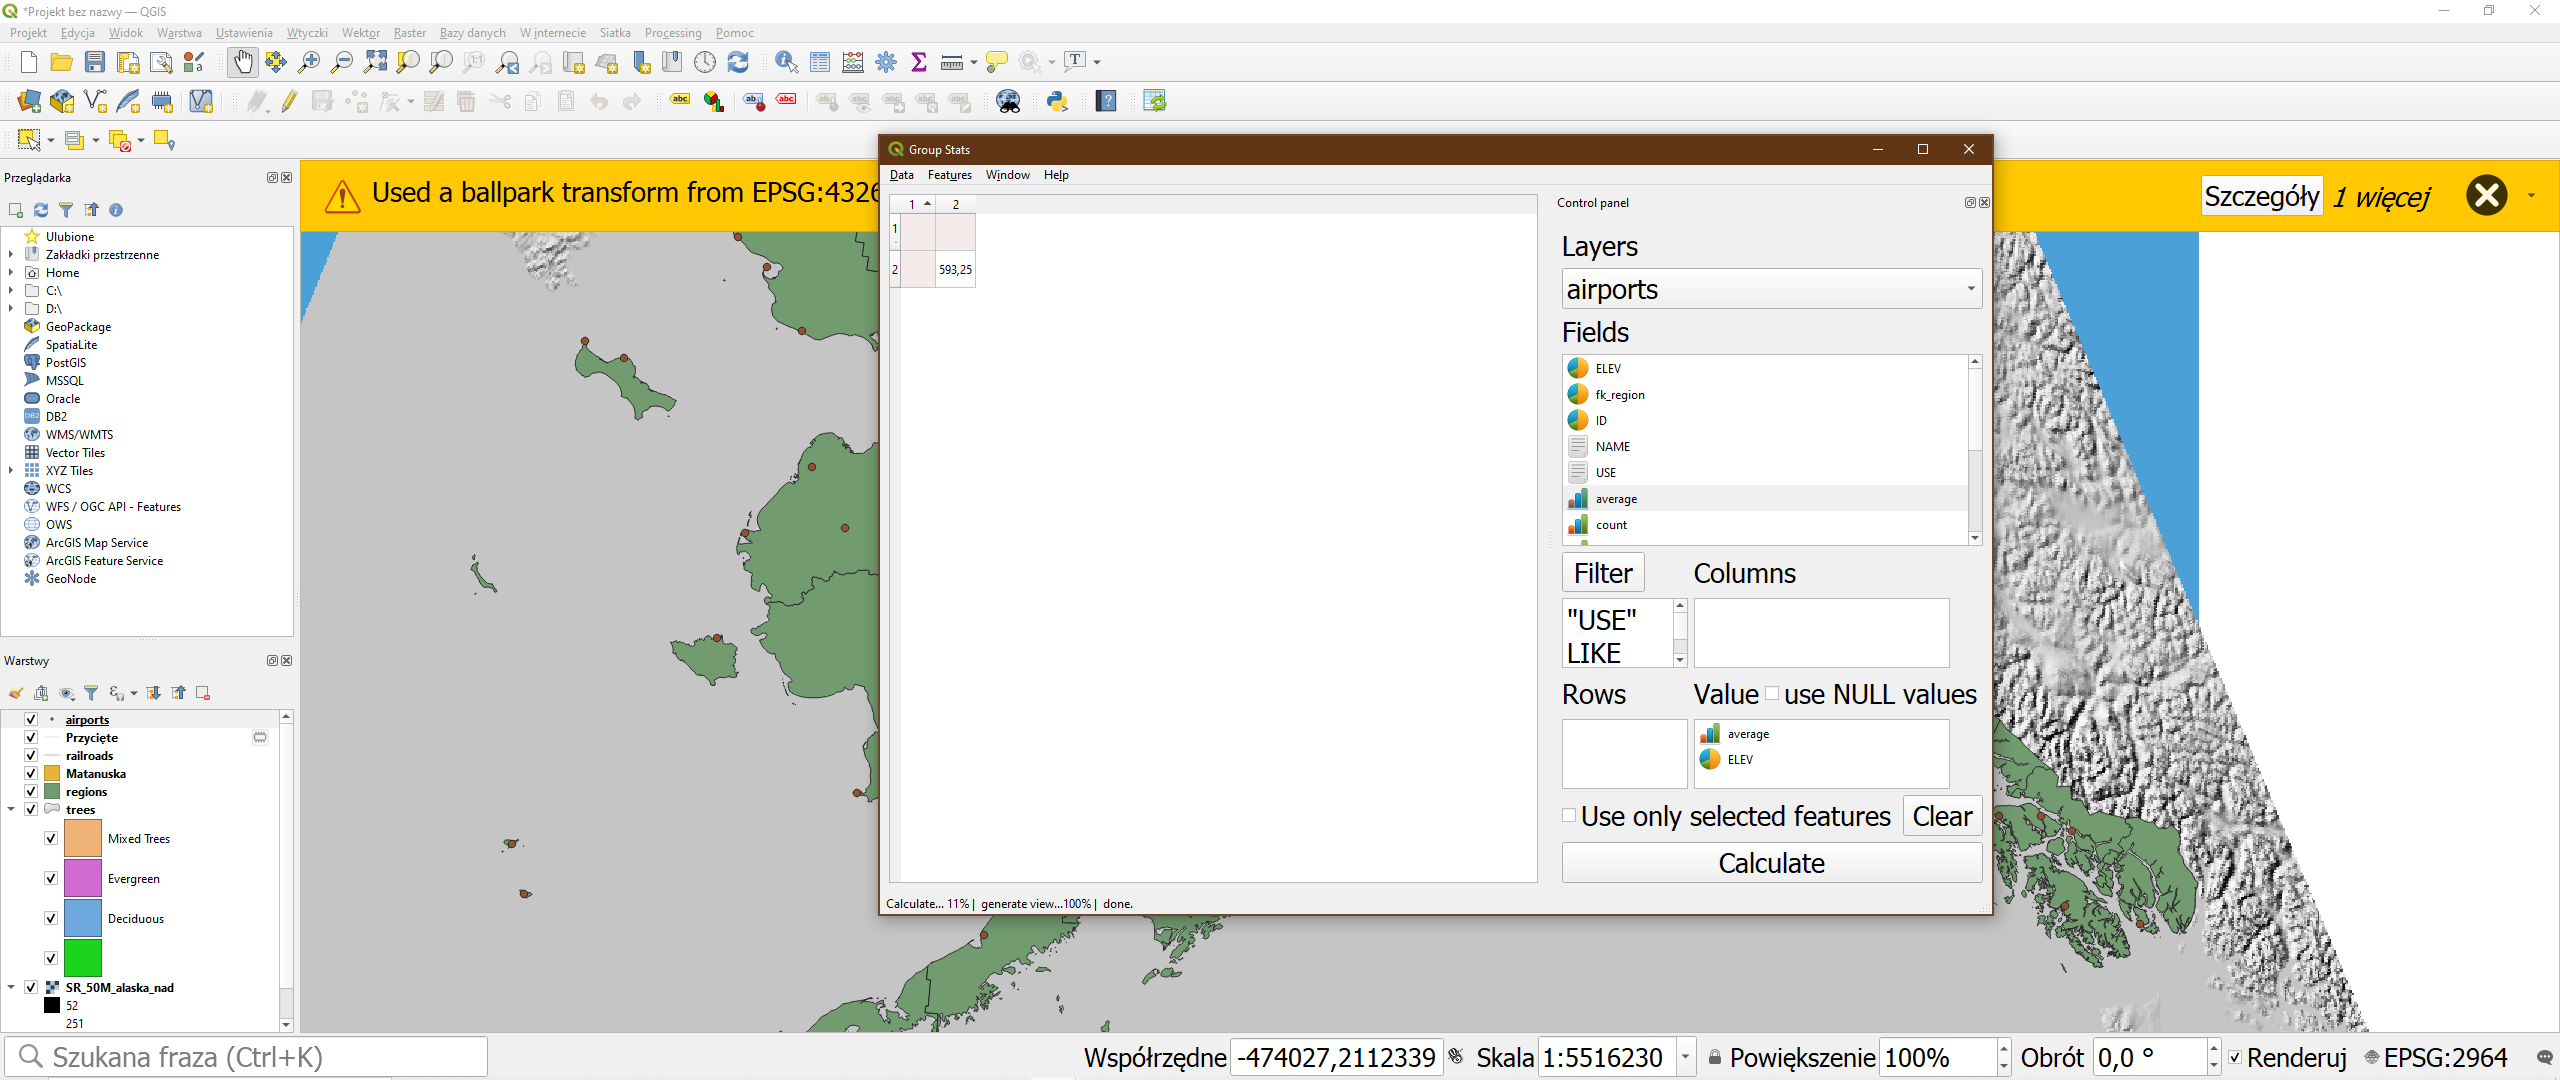 *Projekt bez nazwy — QGIS
Projekt Edycja Widok Warstwa Ustawienia Wtyczki Wektor Raster Bazy danych W internecie Siatka Processing Pomoc
Przeglądarka
Ulubione
Zakładki przestrzenne
Home
C:\
D:\
GeoPackage
SpatiaLite
PostGIS
MSSQL
Oracle
DB2
WMS/WMTS
Vector Tiles
XYZ Tiles
WCS
WFS / OGC API - Features
OWS
ArcGIS Map Service
ArcGIS Feature Service
GeoNode
Warstwy
airports
Przycięte
railroads
Matanuska
regions
trees
Mixed Trees
Evergreen
Deciduous
SR_50M_alaska_nad
52
251
Used a ballpark transform from EPSG:4326
Szczegóły 1 więcej
Group Stats
Data Features Window Help
1 2
1
2 593,25
Calculate... 11% | generate view...100% | done.
Control panel
Layers
airports
Fields
ELEV
fk_region
ID
NAME
USE
average
count
Filter Columns
"USE"
LIKE
Rows Value use NULL values
average
ELEV
Use only selected features Clear
Calculate
Szukana fraza (Ctrl+K) Współrzędne -474027,2112339 Skala 1:5516230 Powiększenie 100% Obrót 0,0 ° Renderuj EPSG:2964